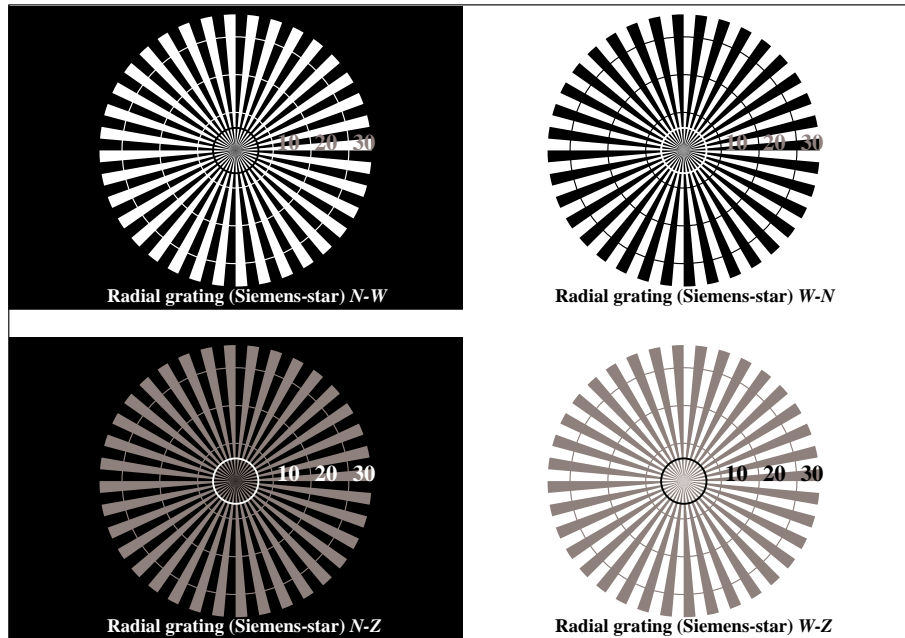 10 20 30
Radial grating (Siemens-star) N-W
10 20 30
Radial grating (Siemens-star) W-N
10 20 30
Radial grating (Siemens-star) N-Z
10 20 30
Radial grating (Siemens-star) W-Z